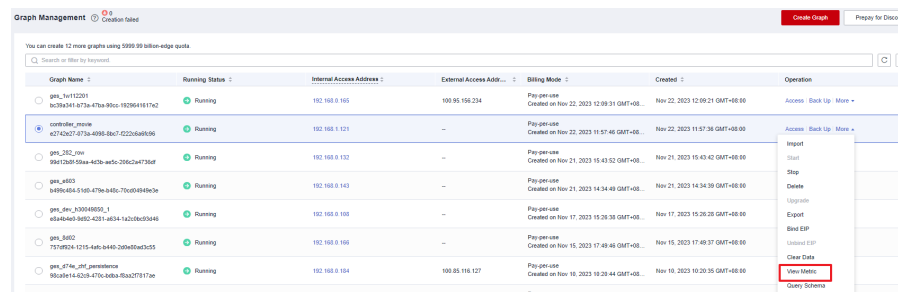 Graph Management
0
Creation failed
Create Graph
Prepay for Disco
You can create 12 more graphs using 5999.99 billion-edge quota.
Search or filter by keyword.
Graph Name
Running Status
Internal Access Address
External Access Addr...
Billing Mode
Created
Operation
ges_1w112201
bc39a341-b73a-47ba-90cc-1929641617e2
Running
192.168.0.165
100.95.156.234
Pay-per-use
Created on Nov 22, 2023 12:09:31 GMT+08...
Nov 22, 2023 12:09:21 GMT+08:00
Access Back Up More
controller_movie
e2742e27-073a-4098-8bc7-f222c6a6fc96
Running
192.168.1.121
--
Pay-per-use
Created on Nov 22, 2023 11:57:46 GMT+08...
Nov 22, 2023 11:57:36 GMT+08:00
Access Back Up More
ges_282_row
99d12b8f-59aa-4d3b-ae5c-206c2a4736df
Running
192.168.0.132
--
Pay-per-use
Created on Nov 21, 2023 15:43:52 GMT+08...
Nov 21, 2023 15:43:42 GMT+08:00
ges_e603
b499c484-51d0-479e-b48c-70cd04949e3e
Running
192.168.0.143
--
Pay-per-use
Created on Nov 21, 2023 14:34:49 GMT+08...
Nov 21, 2023 14:34:39 GMT+08:00
ges_dev_h30049850_1
e8a4b4e0-9d92-4281-a634-1a2c0bc93d46
Running
192.168.0.108
--
Pay-per-use
Created on Nov 17, 2023 15:26:38 GMT+08...
Nov 17, 2023 15:26:28 GMT+08:00
ges_8d02
757df924-1215-4afc-b440-2d0e80ad3c55
Running
192.168.0.166
--
Pay-per-use
Created on Nov 15, 2023 17:49:46 GMT+08...
Nov 15, 2023 17:49:37 GMT+08:00
ges_d74e_zhf_persistence
98ca0e14-62c9-470c-bdba-f8aa2f7817ae
Running
192.168.0.184
100.85.116.127
Pay-per-use
Created on Nov 10, 2023 10:20:44 GMT+08...
Nov 10, 2023 10:20:35 GMT+08:00
Import
Start
Stop
Delete
Upgrade
Export
Bind EIP
Unbind EIP
Clear Data
View Metric
Query Schema